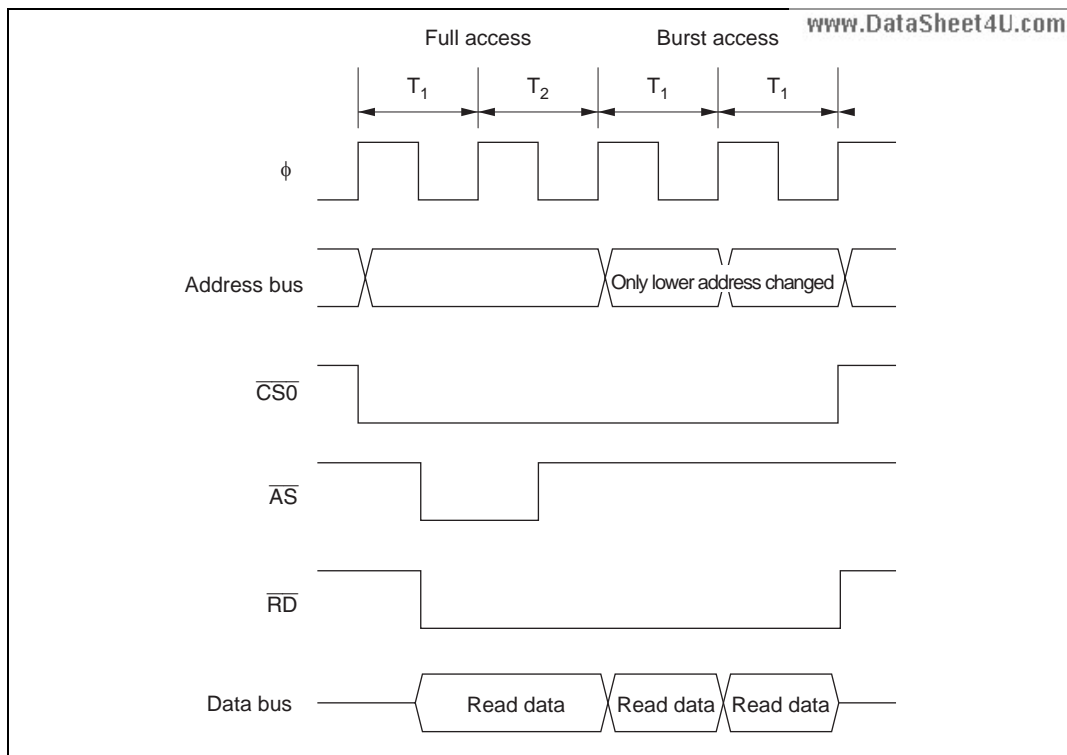 www.DataSheet4U.com
Full access Burst access
T1 T2 T1 T1
φ
Address bus Only lower address changed
CS0
AS
RD
Data bus Read data Read data Read data